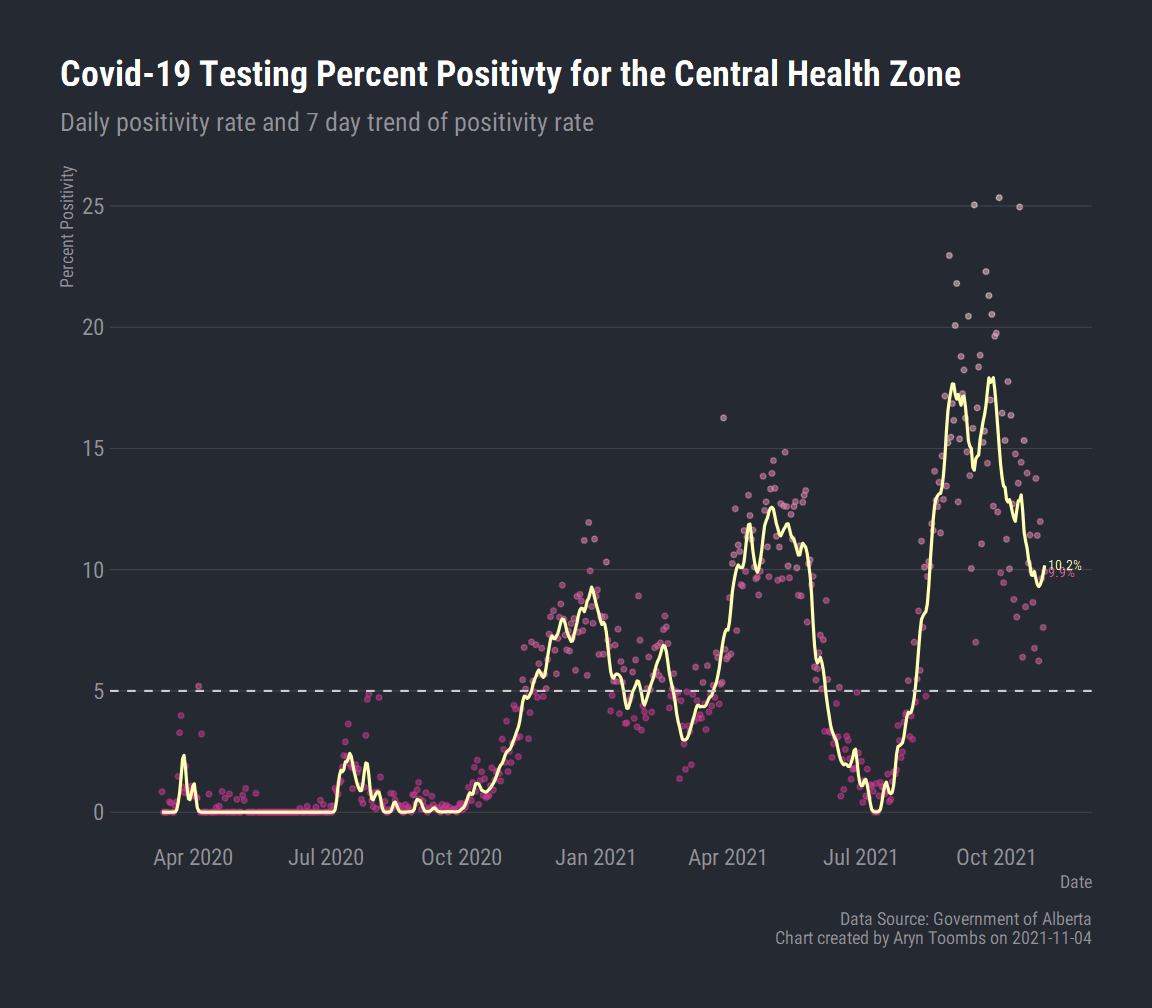 Covid-19 Testing Percent Positivty for the Central Health Zone
Daily positivity rate and 7 day trend of positivity rate
Percent Positivity
25
20
15
10
5
0
10.2%
9.9%
Apr 2020 Jul 2020 Oct 2020 Jan 2021 Apr 2021 Jul 2021 Oct 2021
Date
Data Source: Government of Alberta
Chart created by Aryn Toombs on 2021-11-04